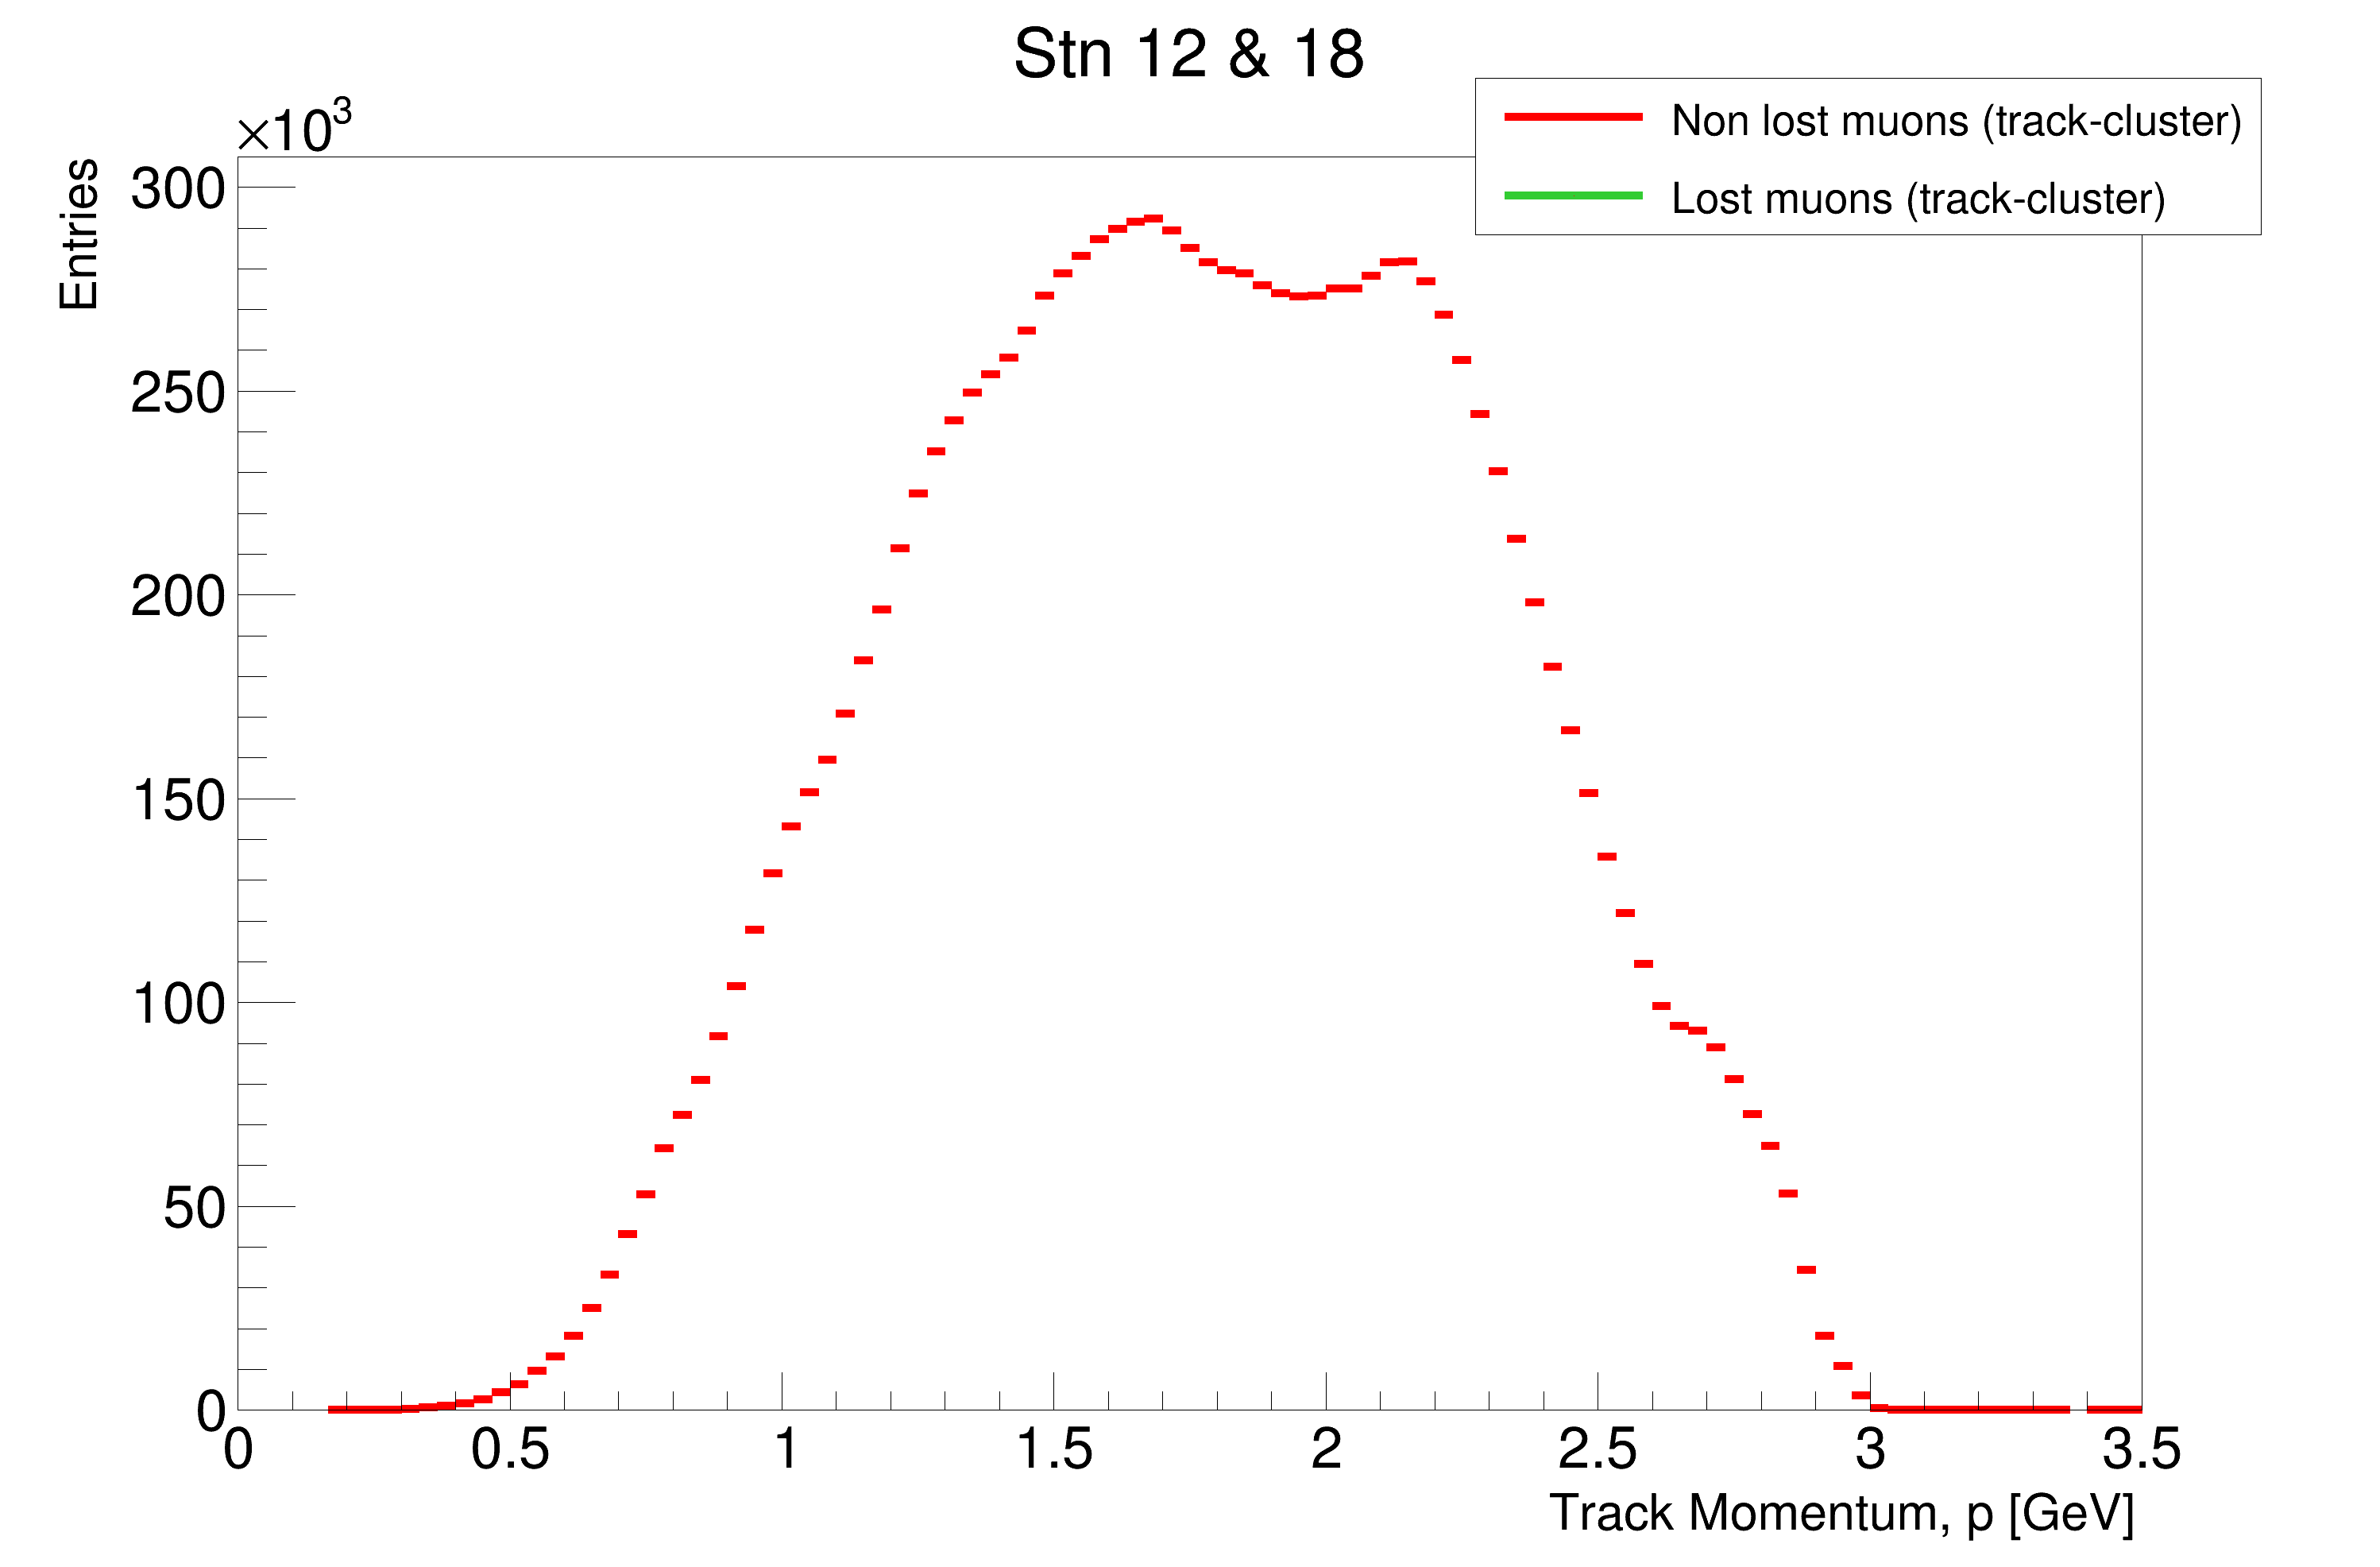 Stn 12 & 18
×10³
Non lost muons (track-cluster)
Lost muons (track-cluster)
Entries
300
250
200
150
100
50
0
0 0.5 1 1.5 2 2.5 3 3.5
Track Momentum, p [GeV]